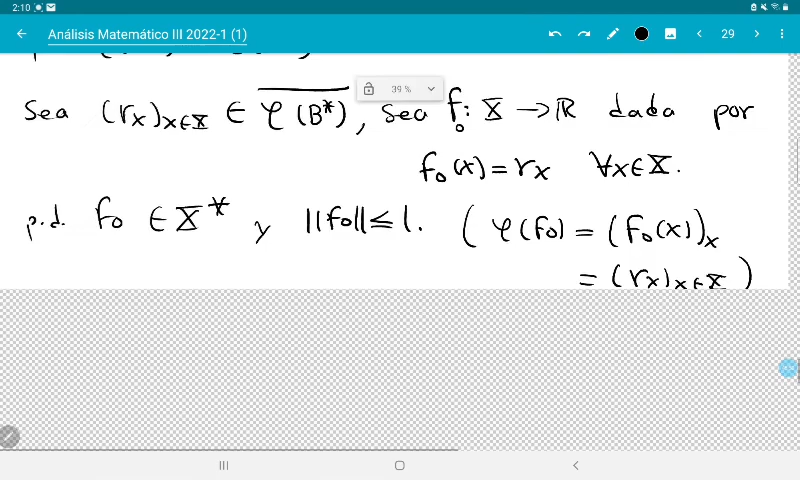 2:10
Análisis Matemático III 2022-1 (1)
29
39 %
Sea (rx)x∈X ∈ φ(B*), sea f₀: X → ℝ dada por
f₀(x) = rx ∀x∈X.
p.d. f₀ ∈ X* y ||f₀|| ≤ 1. ( φ(f₀) = (f₀(x))x
= (rx)x∈X )